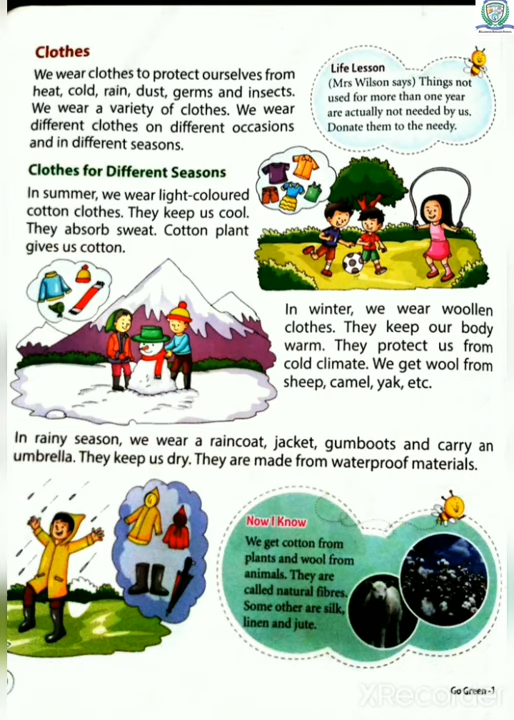 Clothes
We wear clothes to protect ourselves from
heat, cold, rain, dust, germs and insects.
We wear a variety of clothes. We wear
different clothes on different occasions
and in different seasons.
Life Lesson
(Mrs Wilson says) Things not
used for more than one year
are actually not needed by us.
Donate them to the needy.
Clothes for Different Seasons
In summer, we wear light-coloured
cotton clothes. They keep us cool.
They absorb sweat. Cotton plant
gives us cotton.
In winter, we wear woollen
clothes. They keep our body
warm. They protect us from
cold climate. We get wool from
sheep, camel, yak, etc.
In rainy season, we wear a raincoat, jacket, gumboots and carry an
umbrella. They keep us dry. They are made from waterproof materials.
Now I Know
We get cotton from
plants and wool from
animals. They are
called natural fibres.
Some other are silk,
linen and jute.
Go Green-1
XRecorder